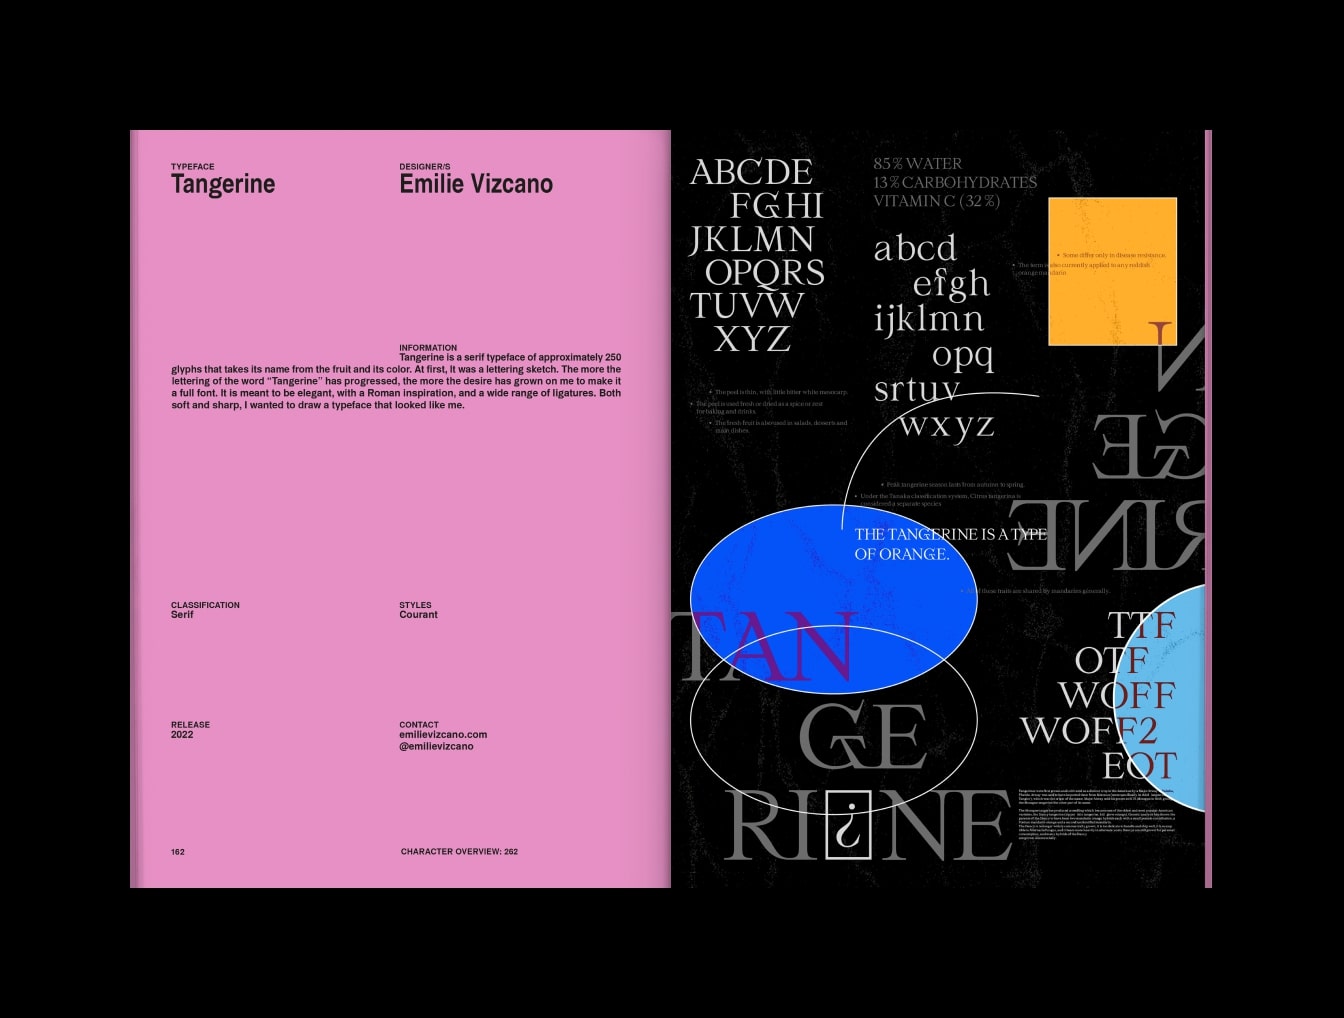 TYPEFACE
Tangerine
DESIGNER/S
Emilie Vizcano
INFORMATION
Tangerine is a serif typeface of approximately 250
glyphs that takes its name from the fruit and its color. At first, it was a lettering sketch. The more the
lettering of the word “Tangerine” has progressed, the more the desire has grown on me to make it
a full font. It is meant to be elegant, with a Roman inspiration, and a wide range of ligatures. Both
soft and sharp, I wanted to draw a typeface that looked like me.
CLASSIFICATION
Serif
STYLES
Courant
RELEASE
2022
CONTACT
emilievizcano.com
@emilievizcano
162
CHARACTER OVERVIEW: 262
ABCDE
FGHI
JKLMN
OPQRS
TUVW
XYZ
85% WATER
13% CARBOHYDRATES
VITAMIN C (32%)
abcd
efgh
ijklmn
opq
srtuv
wxyz
Some differ only in disease resistance.
The term is also currently applied to any reddish-
orange mandarin
The peel is thin, with little bitter white mesocarp.
The peel is used fresh or dried as a spice or zest
for baking and drinks.
The fresh fruit is also used in salads, desserts and
main dishes.
Peak tangerine season lasts from autumn to spring.
Under the Tanaka classification system, Citrus tangerina is
considered a separate species.
THE TANGERINE IS A TYPE
OF ORANGE.
All of these traits are shared by mandarins generally.
N
GE
RINE
TAN
GE
RI¿NE
TTF
OTF
WOFF
WOFF2
EOT